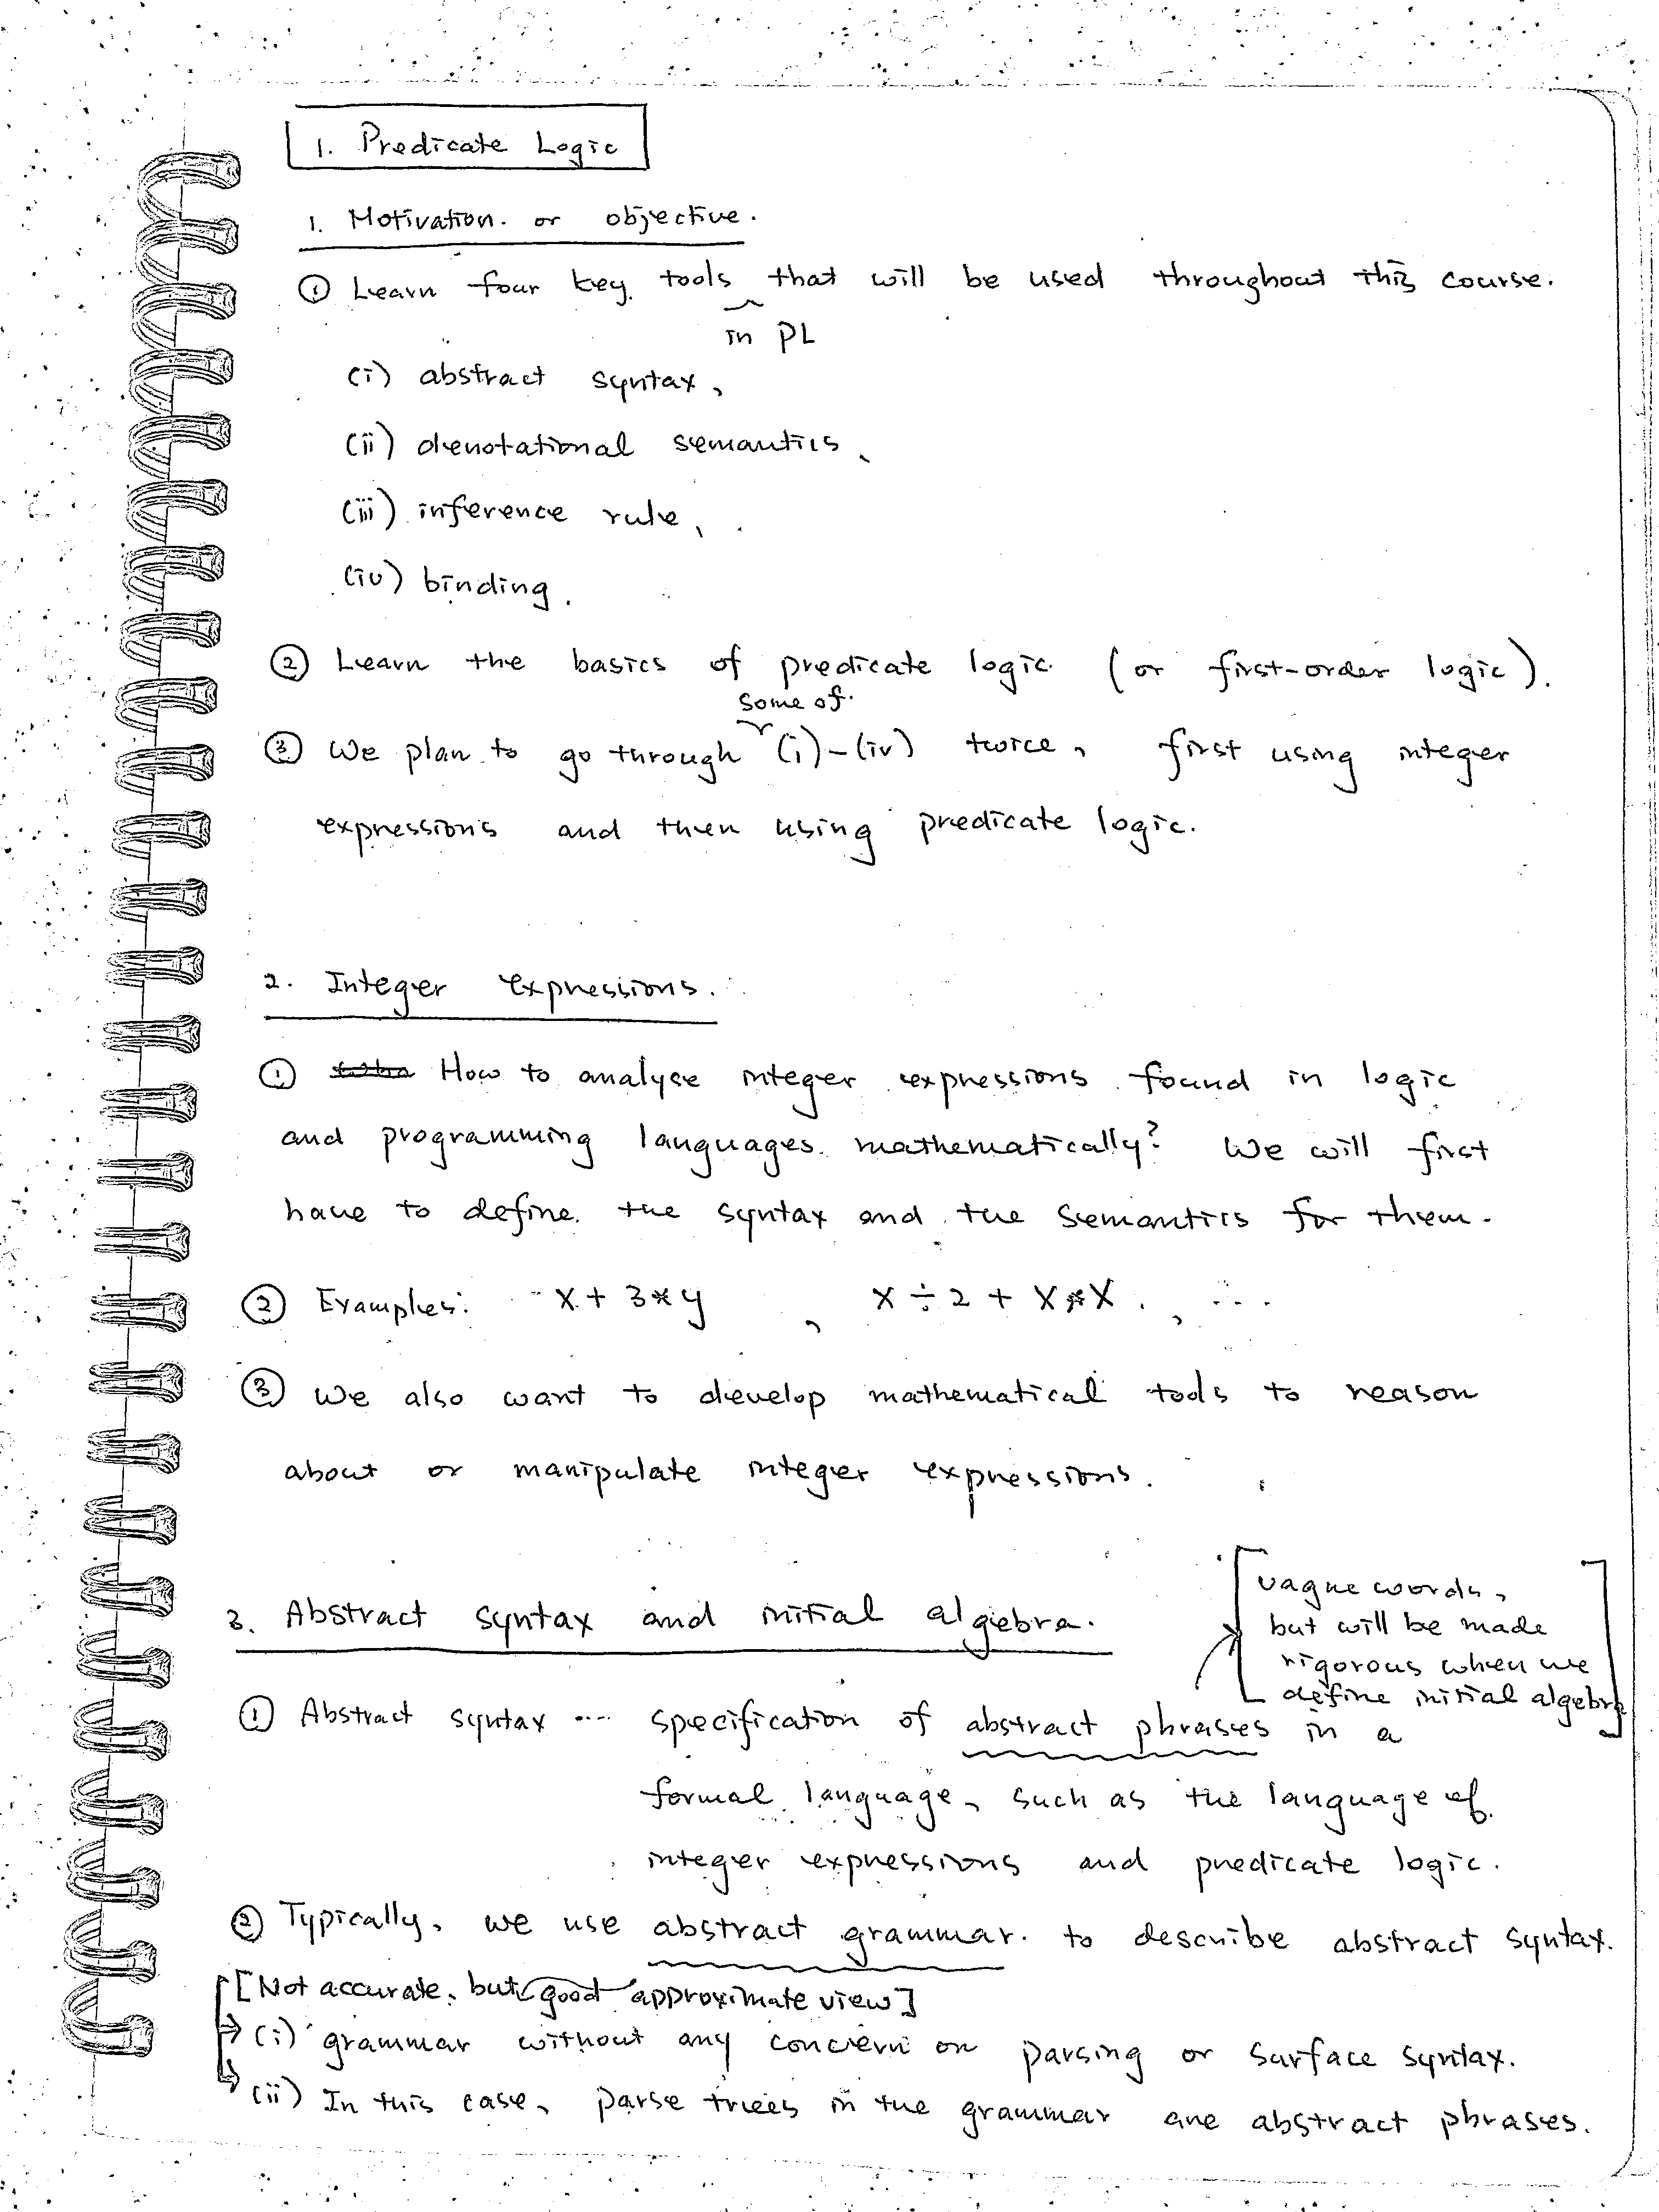 1. Predicate Logic
1. Motivation. or objective.
① Learn four key tools that will be used throughout this course.
in PL
(i) abstract syntax,
(ii) denotational semantics,
(iii) inference rule,
(iv) binding.
② Learn the basics of predicate logic (or first-order logic).
some of
③ We plan to go through (i)-(iv) twice, first using integer
expressions and then using predicate logic.
2. Integer expressions.
① How to analyse integer expressions found in logic
and programming languages mathematically? We will first
have to define the syntax and the semantics for them.
② Examples: x + 3*y , x ÷ 2 + x*x , ...
③ We also want to develop mathematical tools to reason
about or manipulate integer expressions.
vague words,
but will be made
rigorous when we
define initial algebra
3. Abstract syntax and initial algebra.
① Abstract syntax .... specification of abstract phrases in a
formal language, such as the language of
integer expressions and predicate logic.
② Typically, we use abstract grammar to describe abstract syntax.
[Not accurate, but good approximate view]
(i) grammar without any concern on parsing or surface syntax.
(ii) In this case, parse trees in the grammar are abstract phrases.